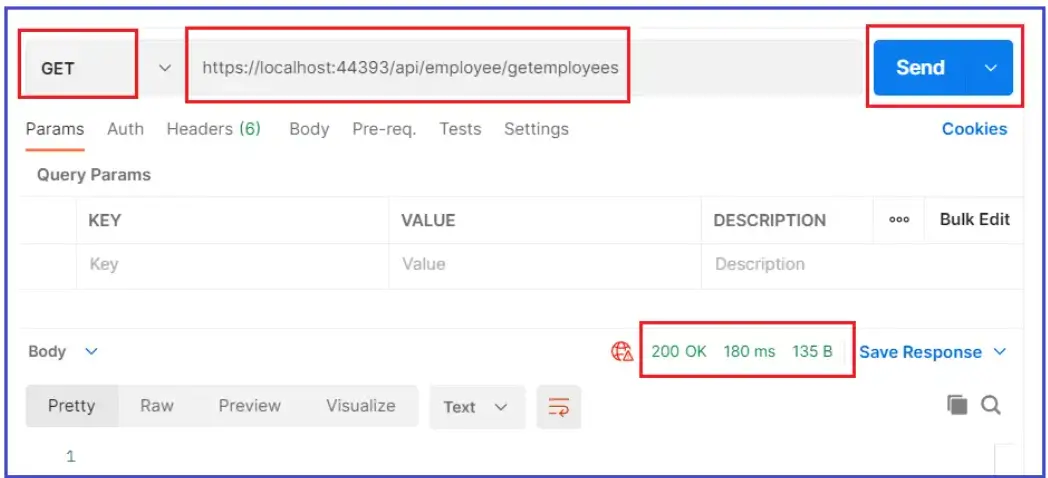 GET https://localhost:44393/api/employee/getemployees Send
Params Auth Headers (6) Body Pre-req. Tests Settings Cookies
Query Params
KEY VALUE DESCRIPTION ooo Bulk Edit
Key Value Description
Body 200 OK 180 ms 135 B Save Response
Pretty Raw Preview Visualize Text
1